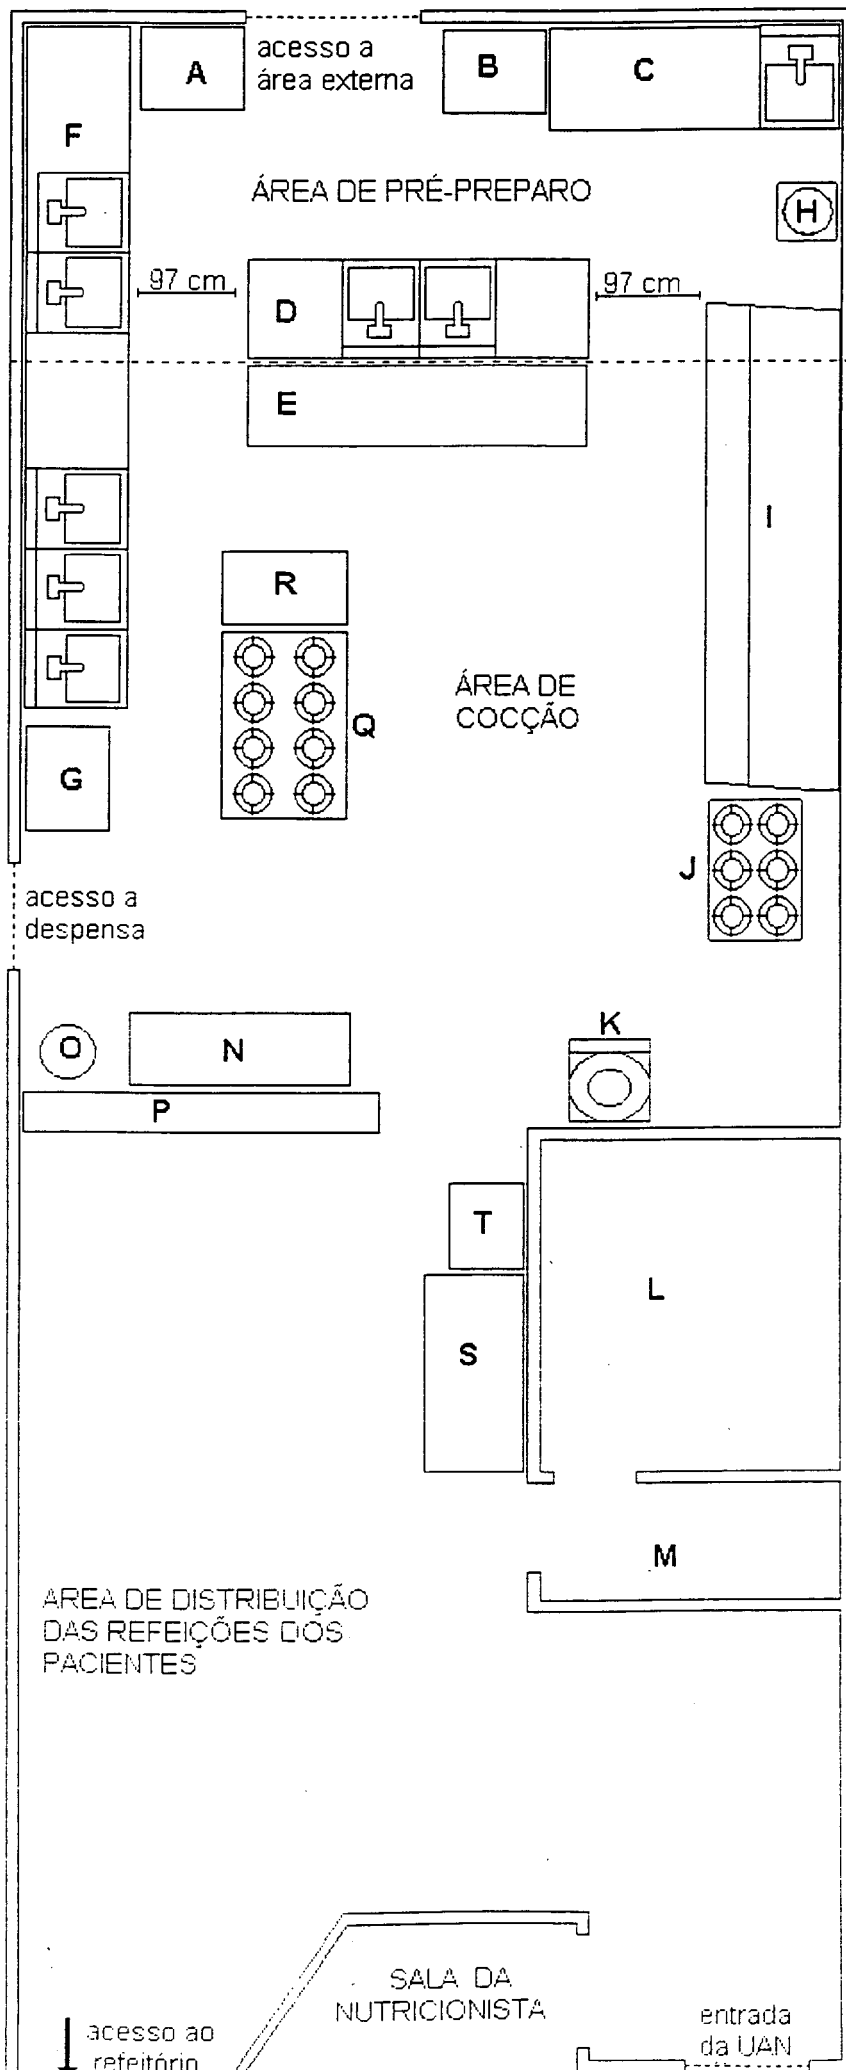 acesso a
área externa
A
B
C
F
ÁREA DE PRÉ-PREPARO
H
97 cm
97 cm
D
E
I
R
ÁREA DE
COCÇÃO
Q
G
J
acesso a
despensa
K
O
N
P
T
L
S
M
AREA DE DISTRIBUIÇÃO
DAS REFEIÇÕES DOS
PACIENTES
SALA DA
NUTRICIONISTA
entrada
da UAN
acesso ao
refeitório